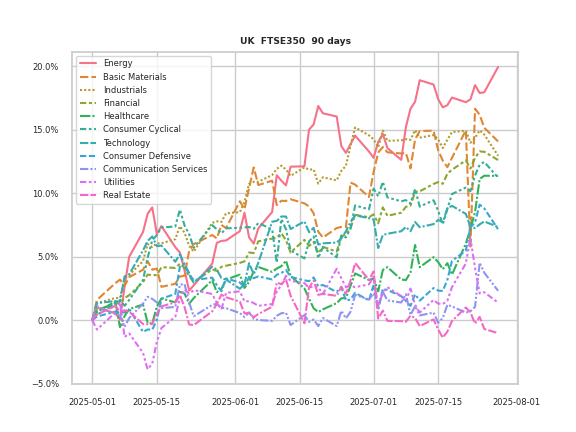 UK FTSE350 90 days
Energy
Basic Materials
Industrials
Financial
Healthcare
Consumer Cyclical
Technology
Consumer Defensive
Communication Services
Utilities
Real Estate
20.0%
15.0%
10.0%
5.0%
0.0%
−5.0%
2025-05-01 2025-05-15 2025-06-01 2025-06-15 2025-07-01 2025-07-15 2025-08-01